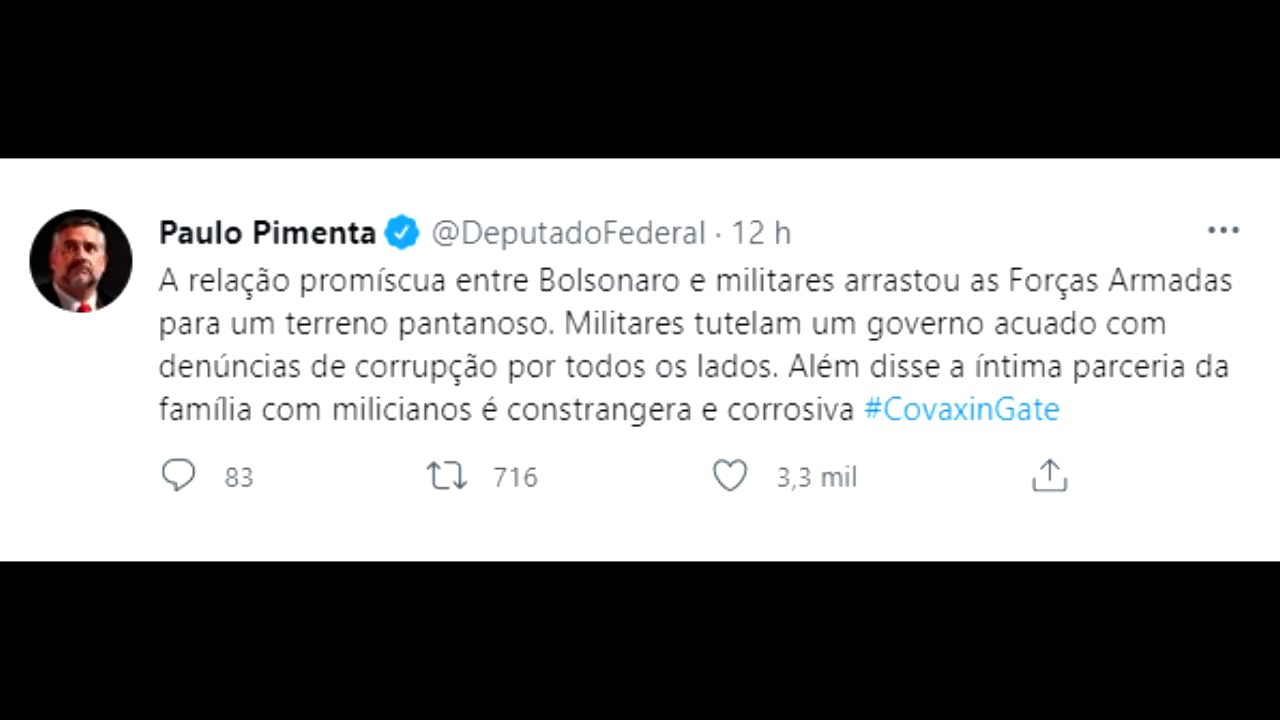 Paulo Pimenta @DeputadoFederal · 12 h
A relação promíscua entre Bolsonaro e militares arrastou as Forças Armadas
para um terreno pantanoso. Militares tutelam um governo acuado com
denúncias de corrupção por todos os lados. Além disse a íntima parceria da
família com milicianos é constrangera e corrosiva #CovaxinGate
83 716 3,3 mil